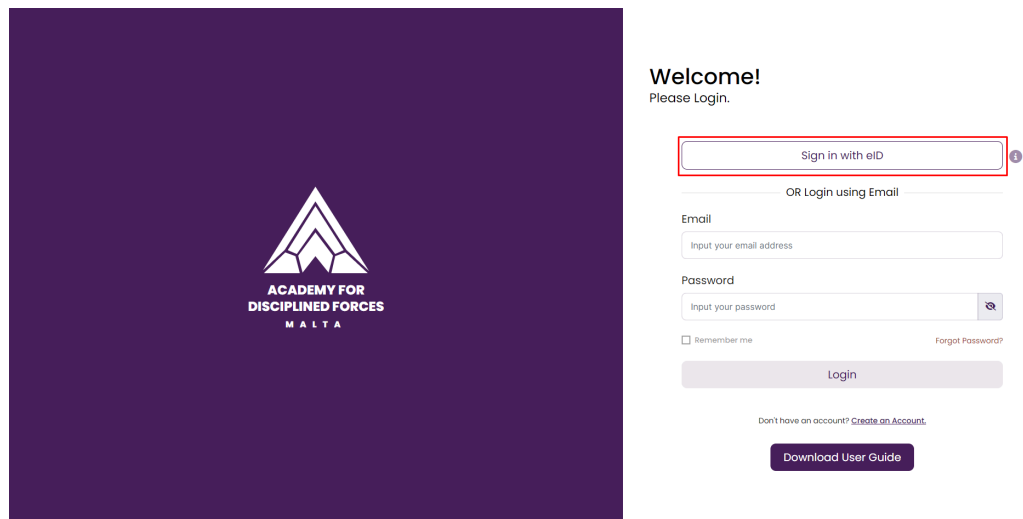 ACADEMY FOR
DISCIPLINED FORCES
MALTA
Welcome!
Please Login.
Sign in with eID
OR Login using Email
Email
Input your email address
Password
Input your password
Remember me
Forgot Password?
Login
Don't have an account? Create an Account.
Download User Guide